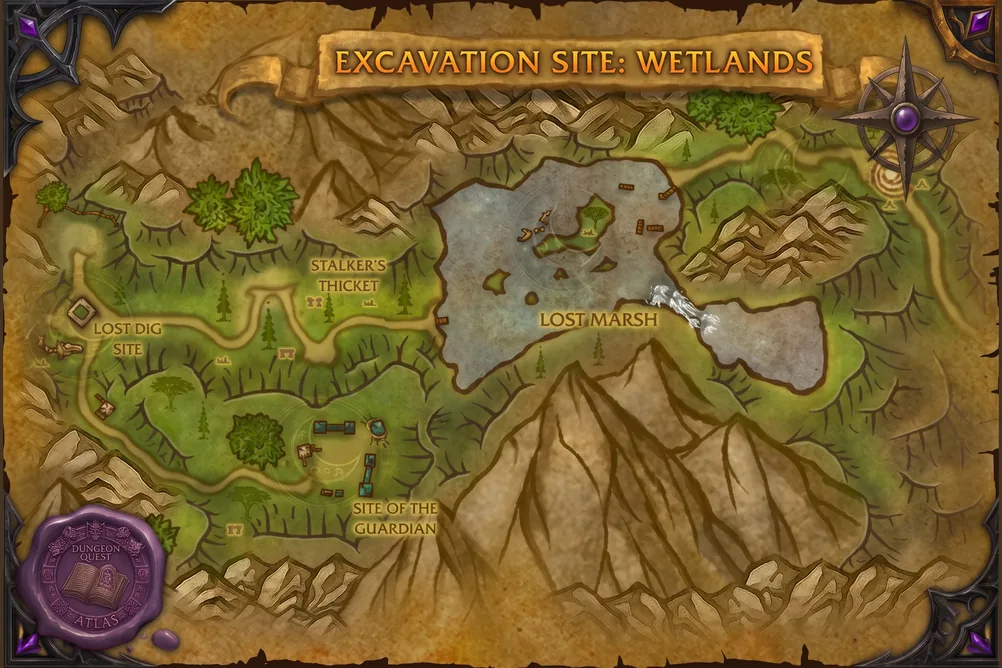 EXCAVATION SITE: WETLANDS
STALKER'S
THICKET
LOST MARSH
LOST DIG
SITE
SITE OF THE
GUARDIAN
DUNGEON
QUEST
ATLAS